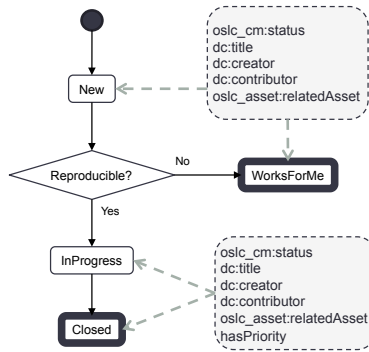 oslc_cm:status
dc:title
dc:creator
dc:contributor
oslc_asset:relatedAsset
New
Reproducible?
No
WorksForMe
Yes
InProgress
oslc_cm:status
dc:title
dc:creator
dc:contributor
oslc_asset:relatedAsset
hasPriority
Closed